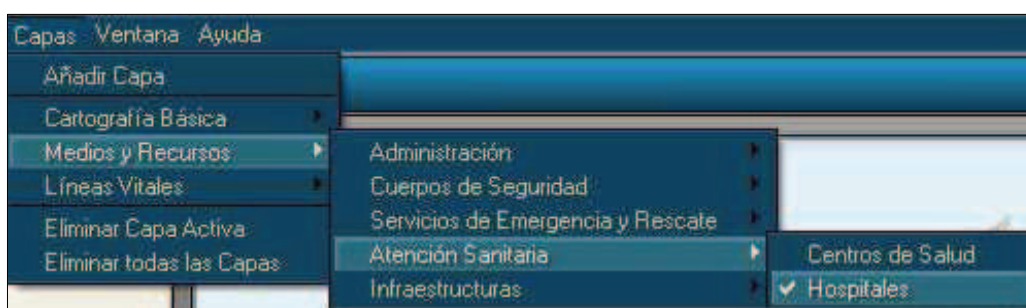 Capas Ventana Ayuda
Añadir Capa
Cartografía Básica
Medios y Recursos
Líneas Vitales
Eliminar Capa Activa
Eliminar todas las Capas
Administración
Cuerpos de Seguridad
Servicios de Emergencia y Rescate
Atención Sanitaria
Infraestructuras
Centros de Salud
Hospitales